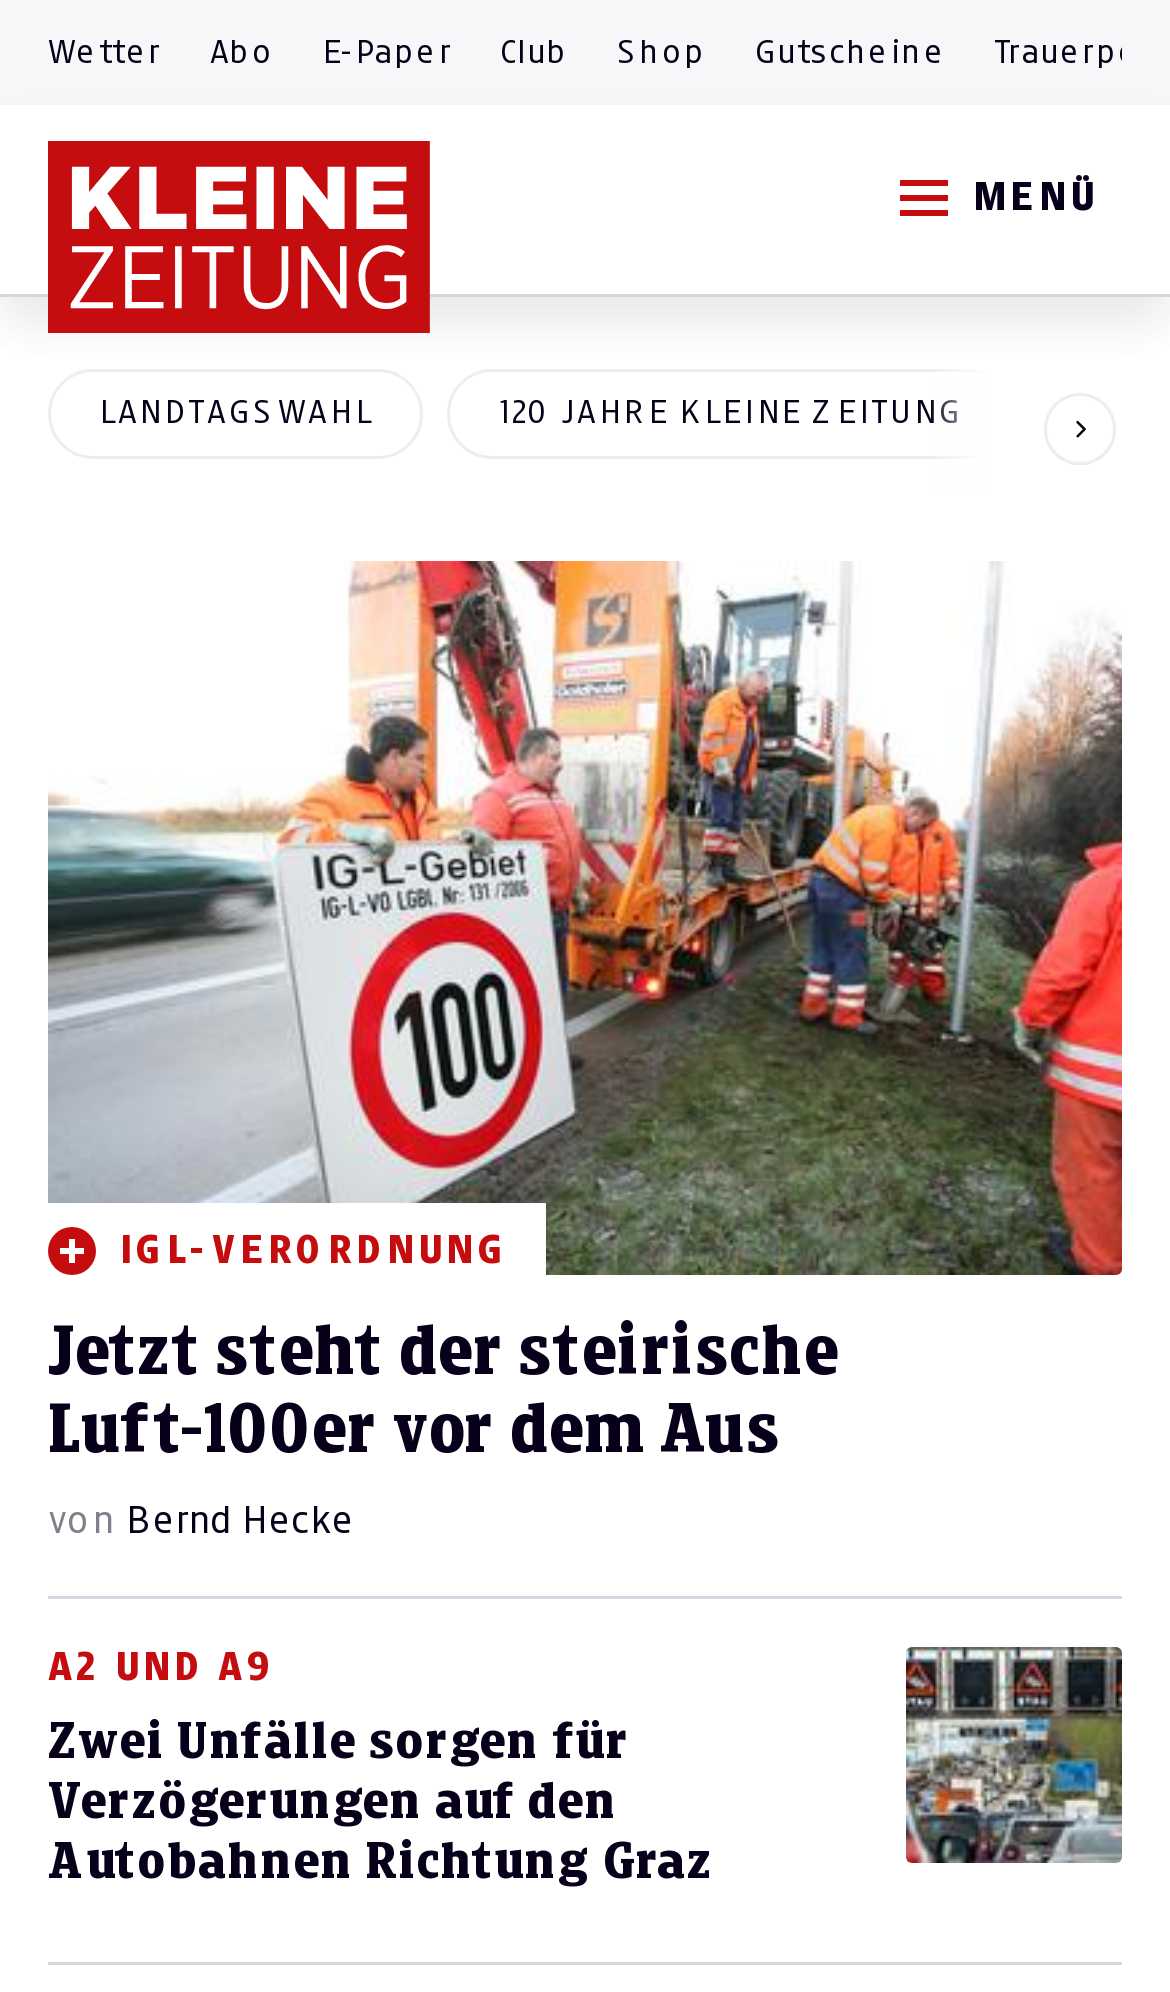 Wetter Abo E-Paper Club Shop Gutscheine Trauerp
KLEINE
ZEITUNG
MENÜ
LANDTAGSWAHL 120 JAHRE KLEINE ZEITUNG
IG-L-Gebiet
IG-L-VO LGBl. Nr: 131/2006
100
IGL-VERORDNUNG
Jetzt steht der steirische
Luft-100er vor dem Aus
von Bernd Hecke
A2 UND A9
Zwei Unfälle sorgen für
Verzögerungen auf den
Autobahnen Richtung Graz
STAU